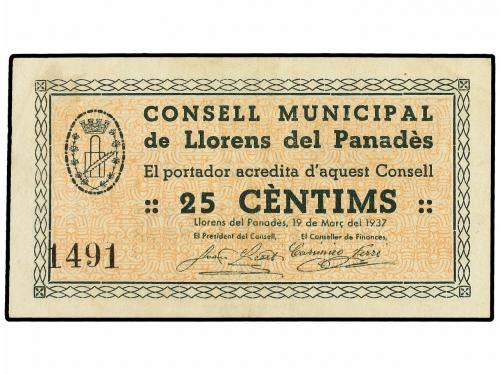 CONSELL MUNICIPAL
de Llorens del Panadès
El portador acredita d'aquest Consell
:: 25 CÈNTIMS ::
Llorens del Panadès, 19 de Març del 1937
El President del Consell, El Conseller de Finances,
1491